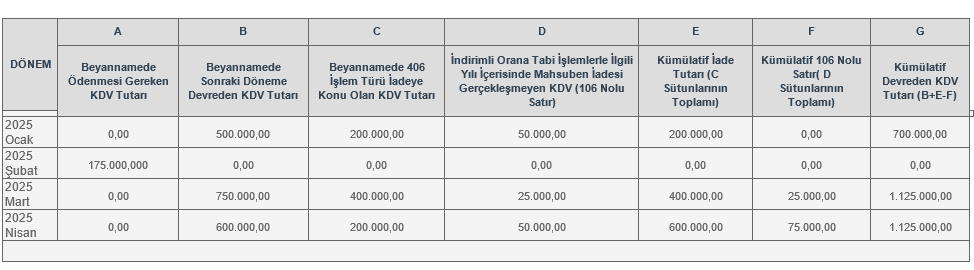 DÖNEM A B C D E F G
Beyannamede Ödenmesi Gereken KDV Tutarı
Beyannamede Sonraki Döneme Devreden KDV Tutarı
Beyannamede 406 İşlem Türü İadeye Konu Olan KDV Tutarı
İndirimli Orana Tabi İşlemlerle İlgili Yılı İçerisinde Mahsuben İadesi Gerçekleşmeyen KDV (106 Nolu Satır)
Kümülatif İade Tutarı (C Sütunlarının Toplamı)
Kümülatif 106 Nolu Satır( D Sütunlarının Toplamı)
Kümülatif Devreden KDV Tutarı (B+E-F)
2025 Ocak 0,00 500.000,00 200.000,00 50.000,00 200.000,00 0,00 700.000,00
2025 Şubat 175.000,000 0,00 0,00 0,00 0,00 0,00 0,00
2025 Mart 0,00 750.000,00 400.000,00 25.000,00 400.000,00 25.000,00 1.125.000,00
2025 Nisan 0,00 600.000,00 200.000,00 50.000,00 600.000,00 75.000,00 1.125.000,00